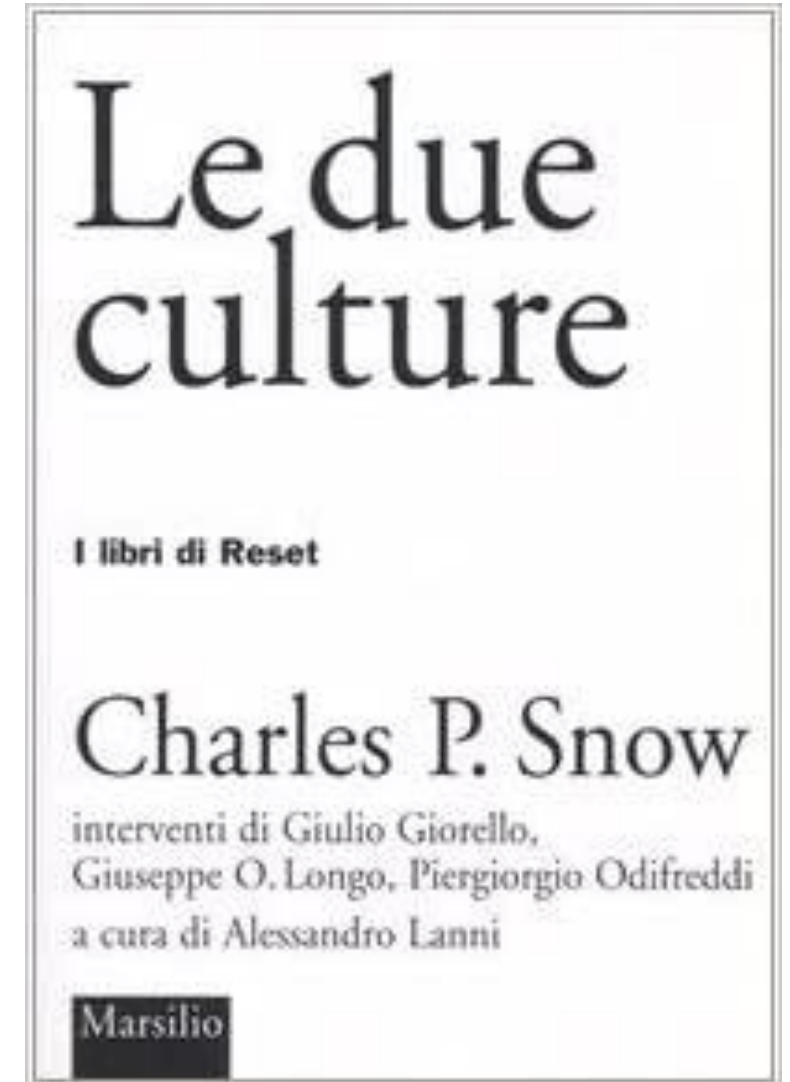 Le due
culture
I libri di Reset
Charles P. Snow
interventi di Giulio Giorello,
Giuseppe O. Longo, Piergiorgio Odifreddi
a cura di Alessandro Lanni
Marsilio